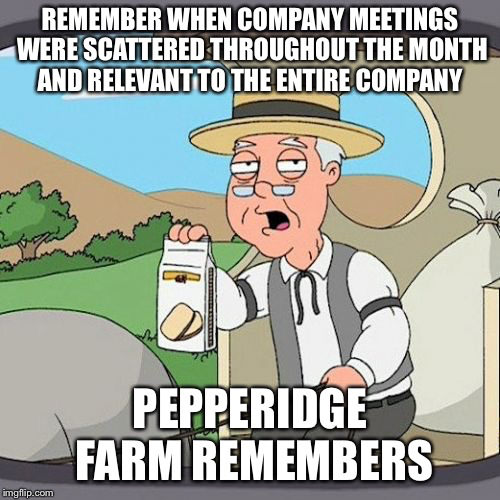 REMEMBER WHEN COMPANY MEETINGS
WERE SCATTERED THROUGHOUT THE MONTH
AND RELEVANT TO THE ENTIRE COMPANY
PEPPERIDGE
FARM REMEMBERS
imgflip.com